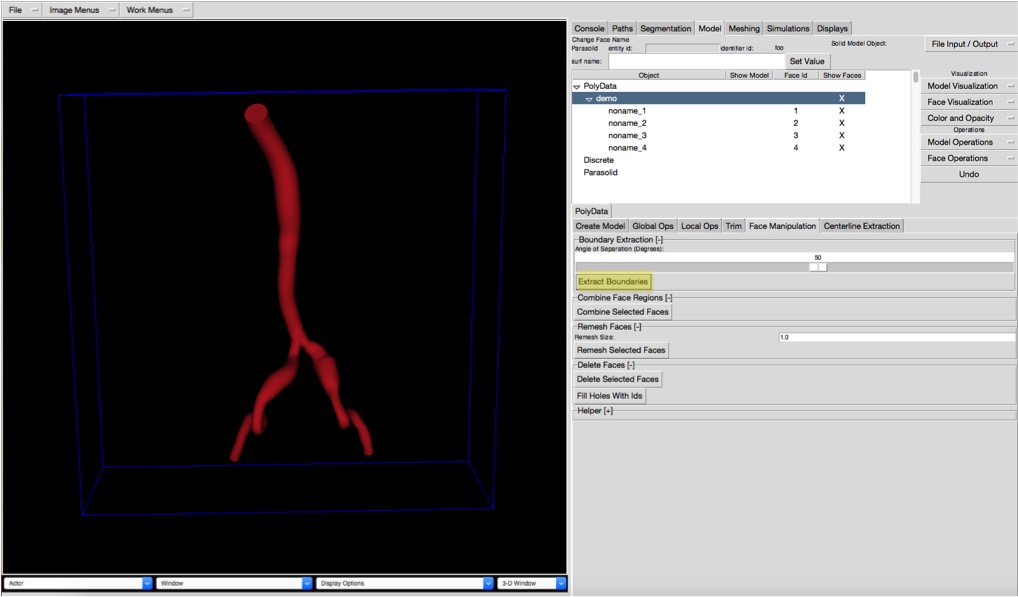 File Image Menus Work Menus
Console Paths Segmentation Model Meshing Simulations Displays
Change Face Name
Parasolid entity id: identifier id: foo Solid Model Object: File Input / Output
surf name: Set Value
Object Show Model Face Id Show Faces
Visualization
PolyData
Model Visualization
demo X
Face Visualization
noname_1 1 X
Color and Opacity
noname_2 2 X
Operations
noname_3 3 X
Model Operations
noname_4 4 X
Face Operations
Discrete
Undo
Parasolid
PolyData
Create Model Global Ops Local Ops Trim Face Manipulation Centerline Extraction
Boundary Extraction [-]
Angle of Separation (Degrees):
50
Extract Boundaries
Combine Face Regions [-]
Combine Selected Faces
Remesh Faces [-]
Remesh Size: 1.0
Remesh Selected Faces
Delete Faces [-]
Delete Selected Faces
Fill Holes With Ids
Helper [+]
Actor Window Display Options 3-D Window